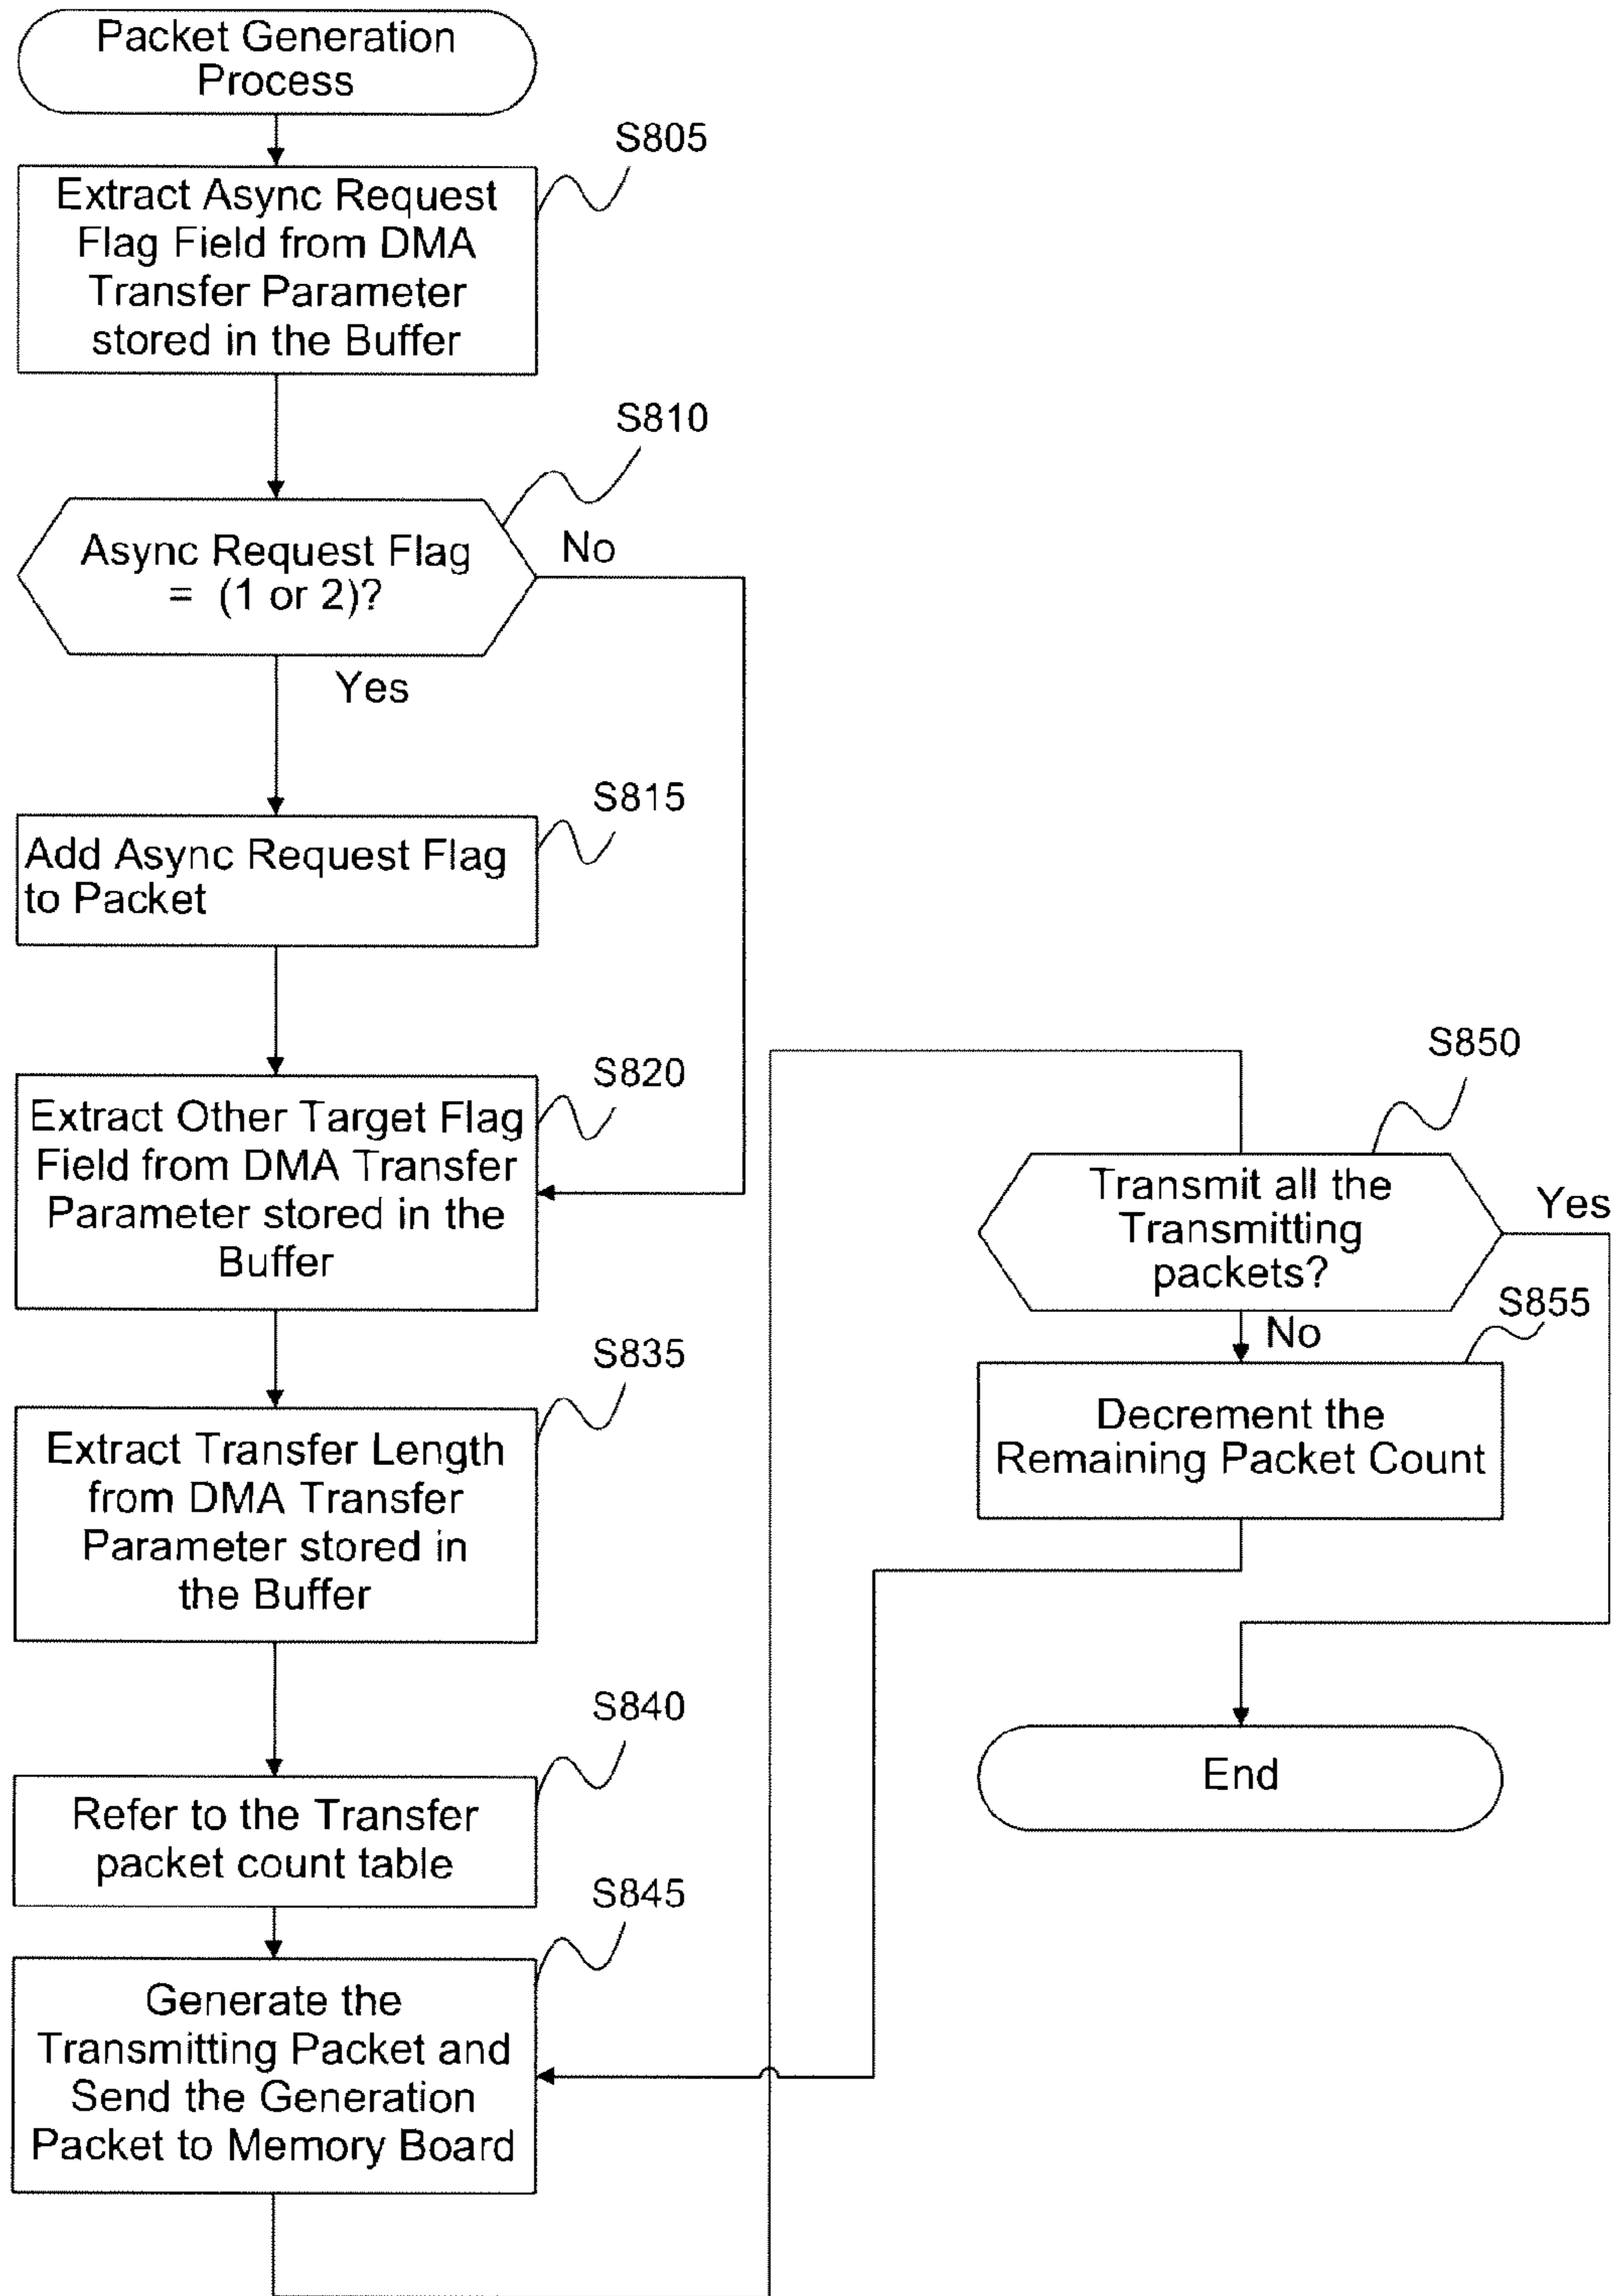 Packet Generation
Process
S805
Extract Async Request
Flag Field from DMA
Transfer Parameter
stored in the Buffer
S810
Async Request Flag
= (1 or 2)?
No
Yes
S815
Add Async Request Flag
to Packet
S820
Extract Other Target Flag
Field from DMA Transfer
Parameter stored in the
Buffer
S835
Extract Transfer Length
from DMA Transfer
Parameter stored in
the Buffer
S840
Refer to the Transfer
packet count table
S845
Generate the
Transmitting Packet and
Send the Generation
Packet to Memory Board
S850
Transmit all the
Transmitting
packets?
Yes
No
S855
Decrement the
Remaining Packet Count
End